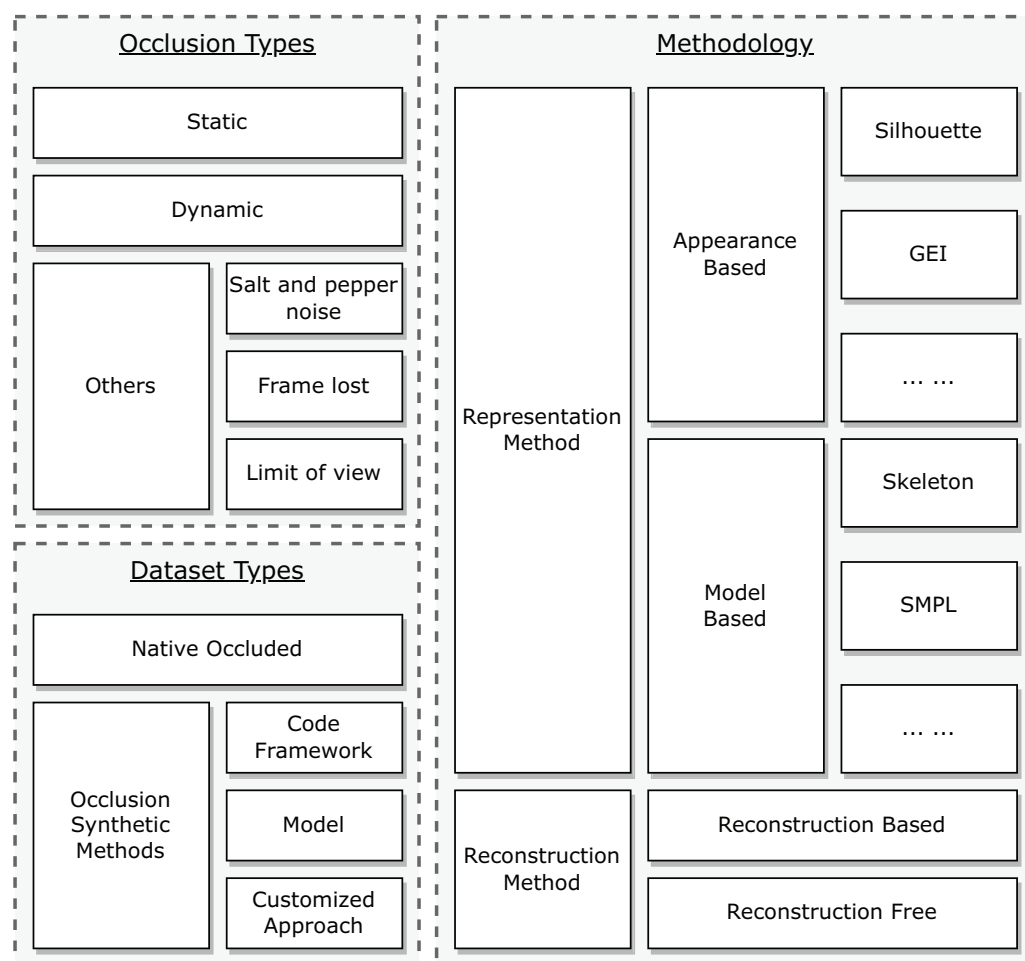 Occlusion Types
Static
Dynamic
Others
Salt and pepper
noise
Frame lost
Limit of view
Dataset Types
Native Occluded
Occlusion
Synthetic
Methods
Code
Framework
Model
Customized
Approach
Methodology
Representation
Method
Appearance
Based
Silhouette
GEI
... ...
Model
Based
Skeleton
SMPL
... ...
Reconstruction
Method
Reconstruction Based
Reconstruction Free